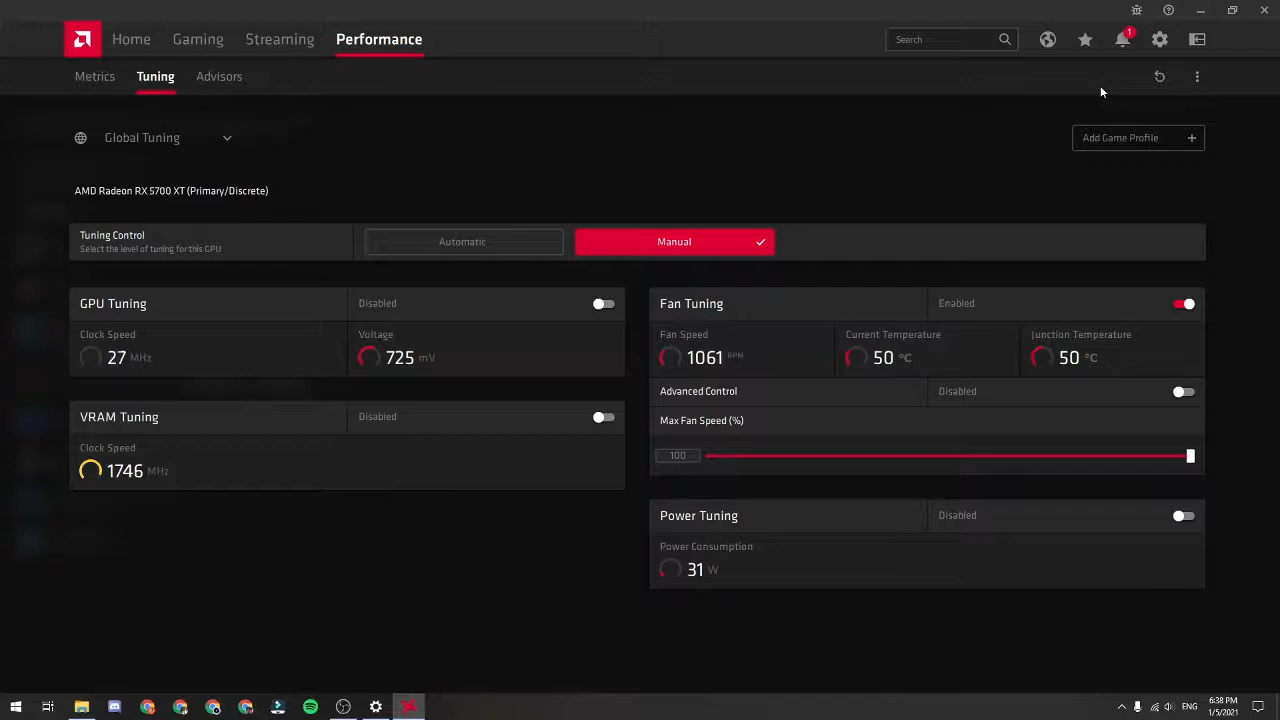 Home Gaming Streaming Performance Search 1
Metrics Tuning Advisors
Global Tuning
Add Game Profile +
AMD Radeon RX 5700 XT (Primary/Discrete)
Tuning Control
Select the level of tuning for this GPU
Automatic
Manual
GPU Tuning Disabled
Clock Speed Voltage
27 MHz 725 mV
VRAM Tuning Disabled
Clock Speed
1746 MHz
Fan Tuning Enabled
Fan Speed Current Temperature Junction Temperature
1061 RPM 50 °C 50 °C
Advanced Control Disabled
Max Fan Speed (%)
100
Power Tuning Disabled
Power Consumption
31 W
ENG 6:38 PM
1/5/2021